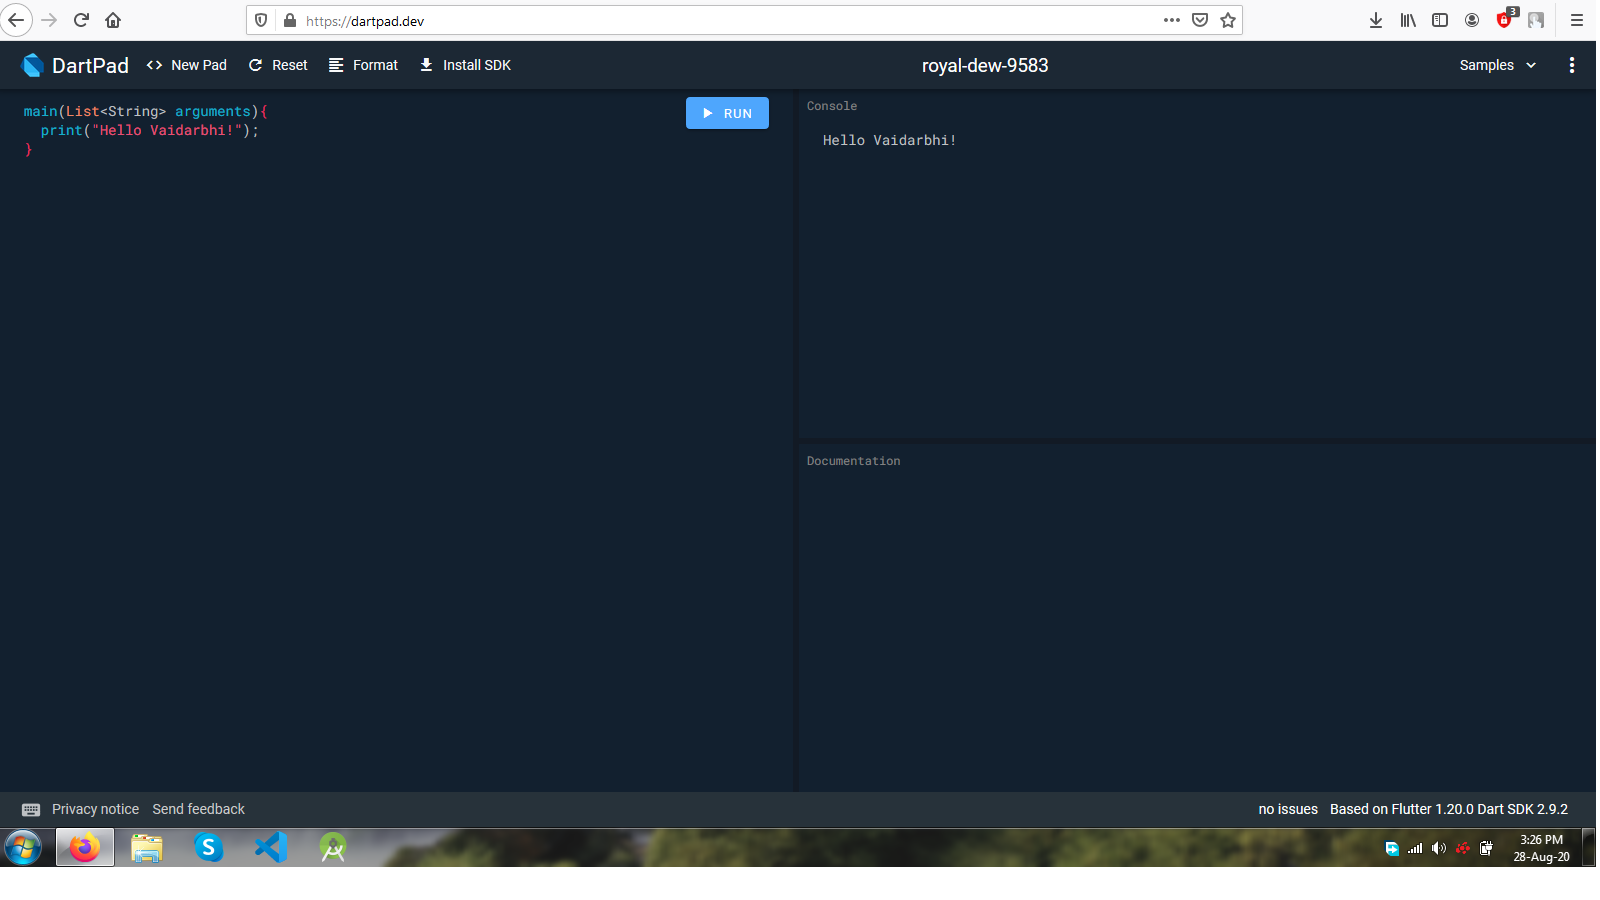 https://dartpad.dev
3
DartPad
<> New Pad
Reset
Format
Install SDK
royal-dew-9583
Samples
main(List<String> arguments){
  print("Hello Vaidarbhi!");
}
RUN
Console
Hello Vaidarbhi!
Documentation
Privacy notice
Send feedback
no issues
Based on Flutter 1.20.0 Dart SDK 2.9.2
3:26 PM
28-Aug-20